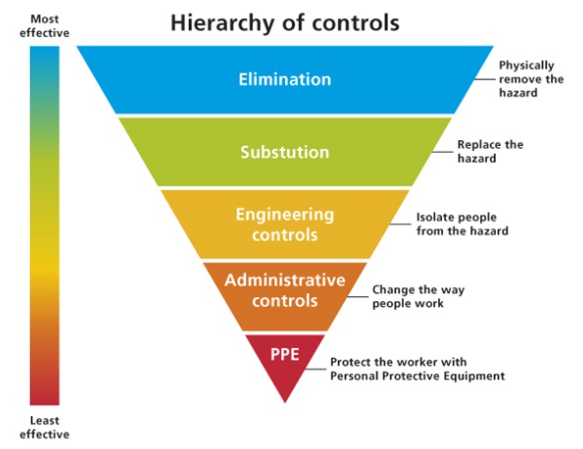 Most
effective
Hierarchy of controls
Elimination
Physically
remove the
hazard
Substution
Replace the
hazard
Engineering
controls
Isolate people
from the hazard
Administrative
controls
Change the way
people work
PPE
Protect the worker with
Personal Protective Equipment
Least
effective